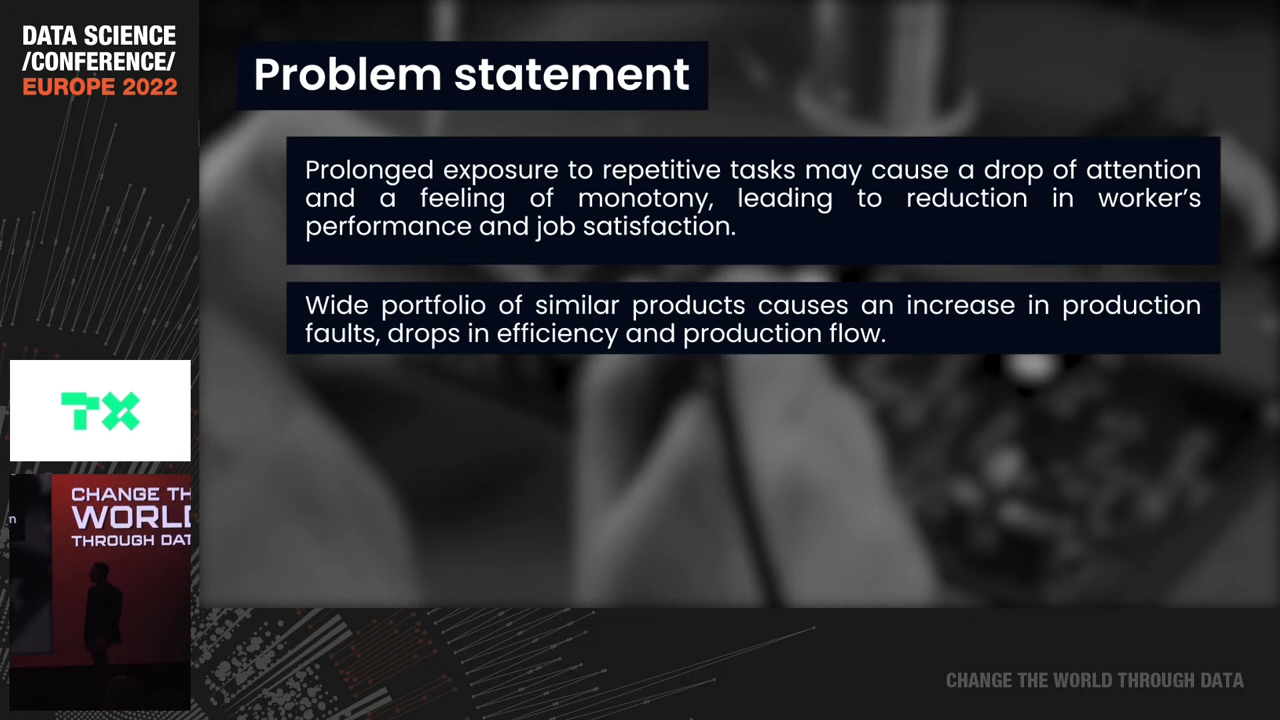 DATA SCIENCE
/CONFERENCE/
EUROPE 2022
Problem statement
Prolonged exposure to repetitive tasks may cause a drop of attention
and a feeling of monotony, leading to reduction in worker’s
performance and job satisfaction.
Wide portfolio of similar products causes an increase in production
faults, drops in efficiency and production flow.
TX
n
CHANGE TH
WORL
THROUGH DAT
CHANGE THE WORLD THROUGH DATA